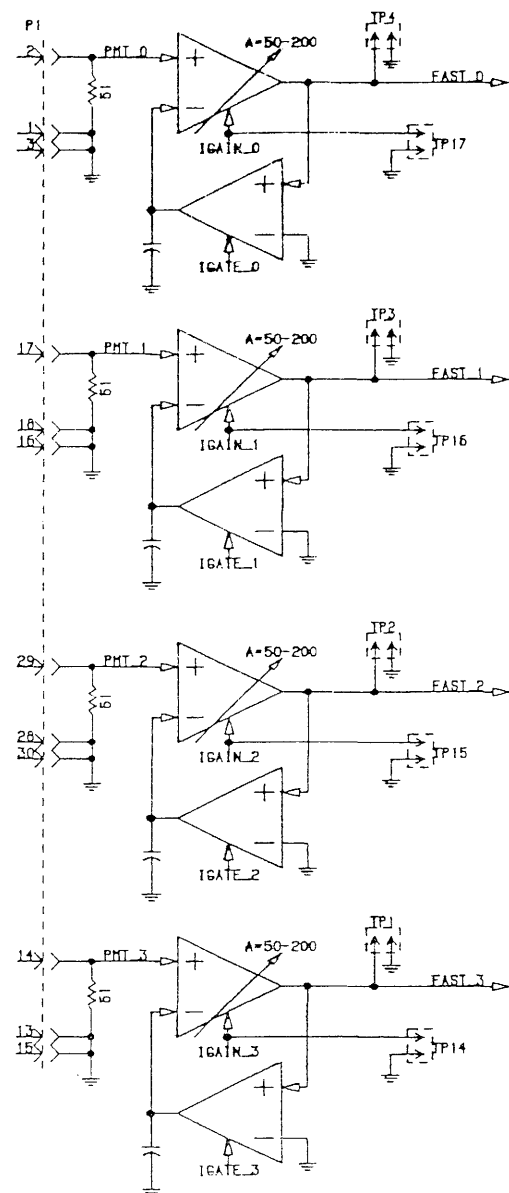 P1
TP4
2
PMT_0
A=50-200
FAST_0
51
1
3
IGAIN_0
TP17
IGATE_0
TP3
17
PMT_1
A=50-200
FAST_1
51
18
16
IGAIN_1
TP16
IGATE_1
TP2
29
PMT_2
A=50-200
FAST_2
51
28
30
IGAIN_2
TP15
IGATE_2
TP1
14
PMT_3
A=50-200
FAST_3
51
13
15
IGAIN_3
TP14
IGATE_3